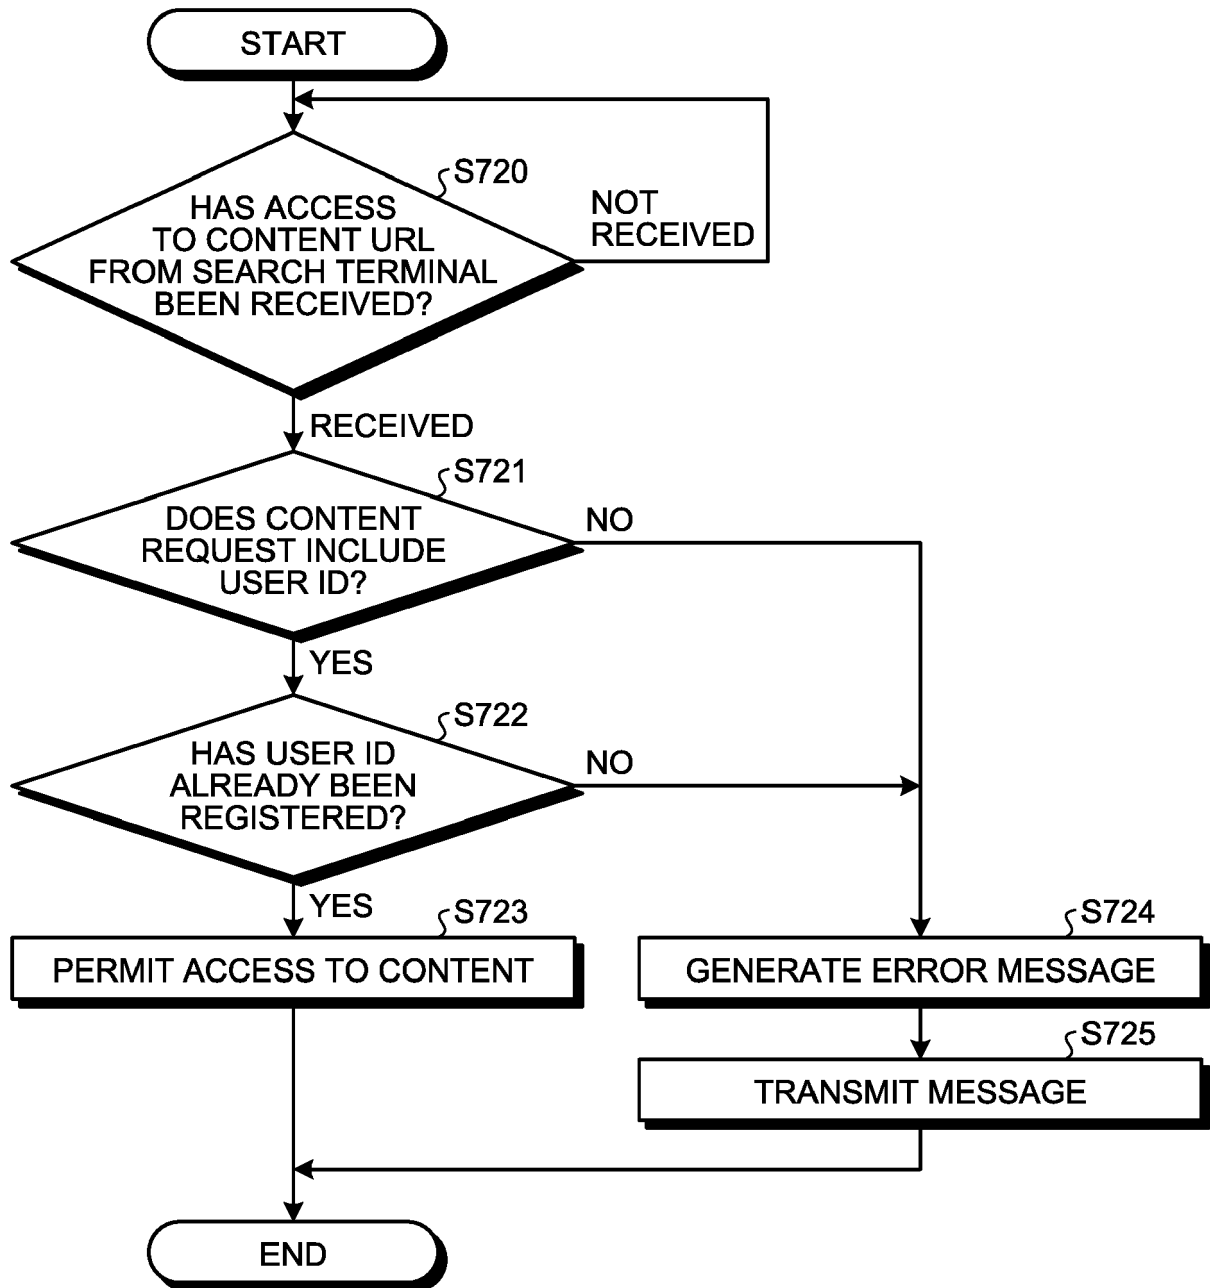 START
S720
HAS ACCESS
TO CONTENT URL
FROM SEARCH TERMINAL
BEEN RECEIVED?
NOT
RECEIVED
RECEIVED
S721
DOES CONTENT
REQUEST INCLUDE
USER ID?
NO
YES
S722
HAS USER ID
ALREADY BEEN
REGISTERED?
NO
YES
S723
PERMIT ACCESS TO CONTENT
S724
GENERATE ERROR MESSAGE
S725
TRANSMIT MESSAGE
END